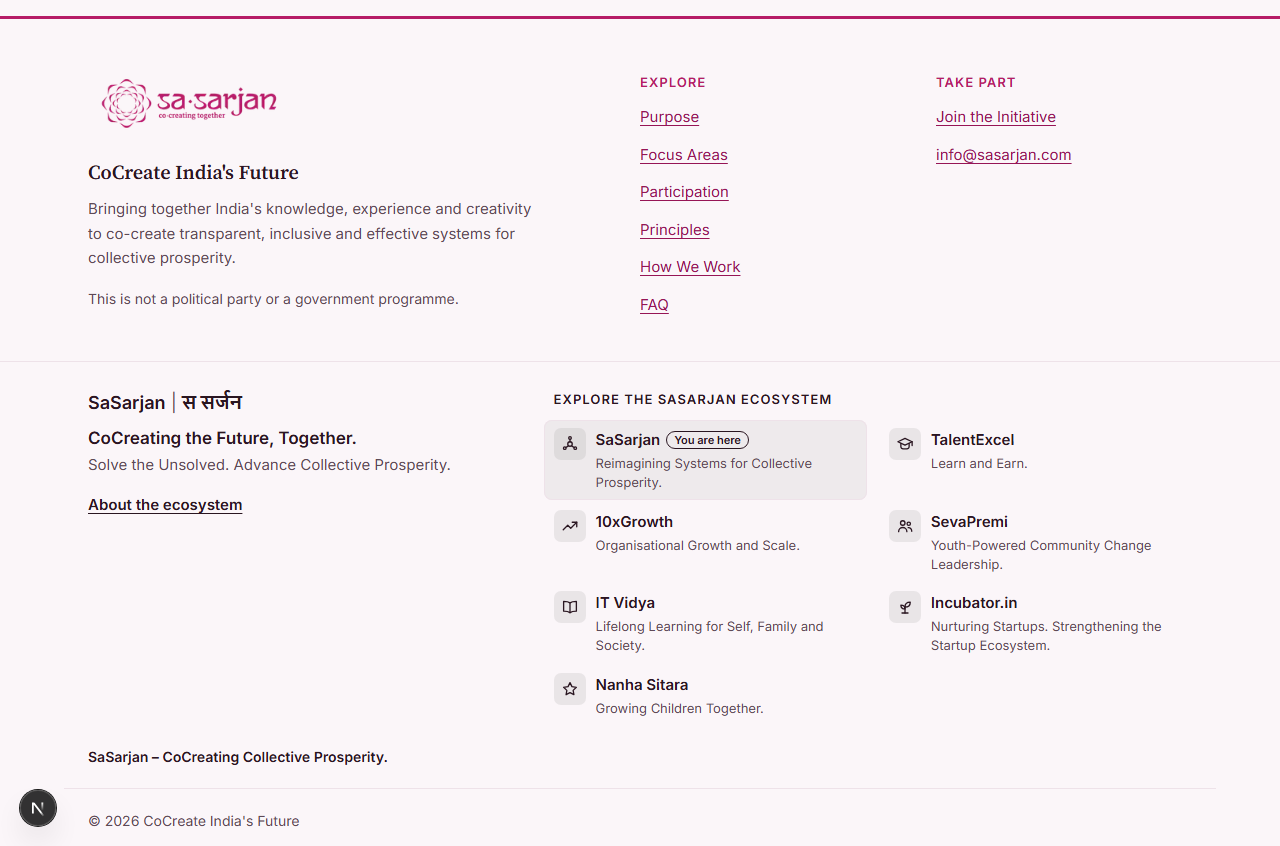 sa·sarjan
co-creating together
CoCreate India's Future
Bringing together India's knowledge, experience and creativity
to co-create transparent, inclusive and effective systems for
collective prosperity.
This is not a political party or a government programme.
EXPLORE
Purpose
Focus Areas
Participation
Principles
How We Work
FAQ
TAKE PART
Join the Initiative
info@sasarjan.com
SaSarjan | स सर्जन
CoCreating the Future, Together.
Solve the Unsolved. Advance Collective Prosperity.
About the ecosystem
EXPLORE THE SASARJAN ECOSYSTEM
SaSarjan You are here
Reimagining Systems for Collective
Prosperity.
TalentExcel
Learn and Earn.
10xGrowth
Organisational Growth and Scale.
SevaPremi
Youth-Powered Community Change
Leadership.
IT Vidya
Lifelong Learning for Self, Family and
Society.
Incubator.in
Nurturing Startups. Strengthening the
Startup Ecosystem.
Nanha Sitara
Growing Children Together.
SaSarjan – CoCreating Collective Prosperity.
N
© 2026 CoCreate India's Future